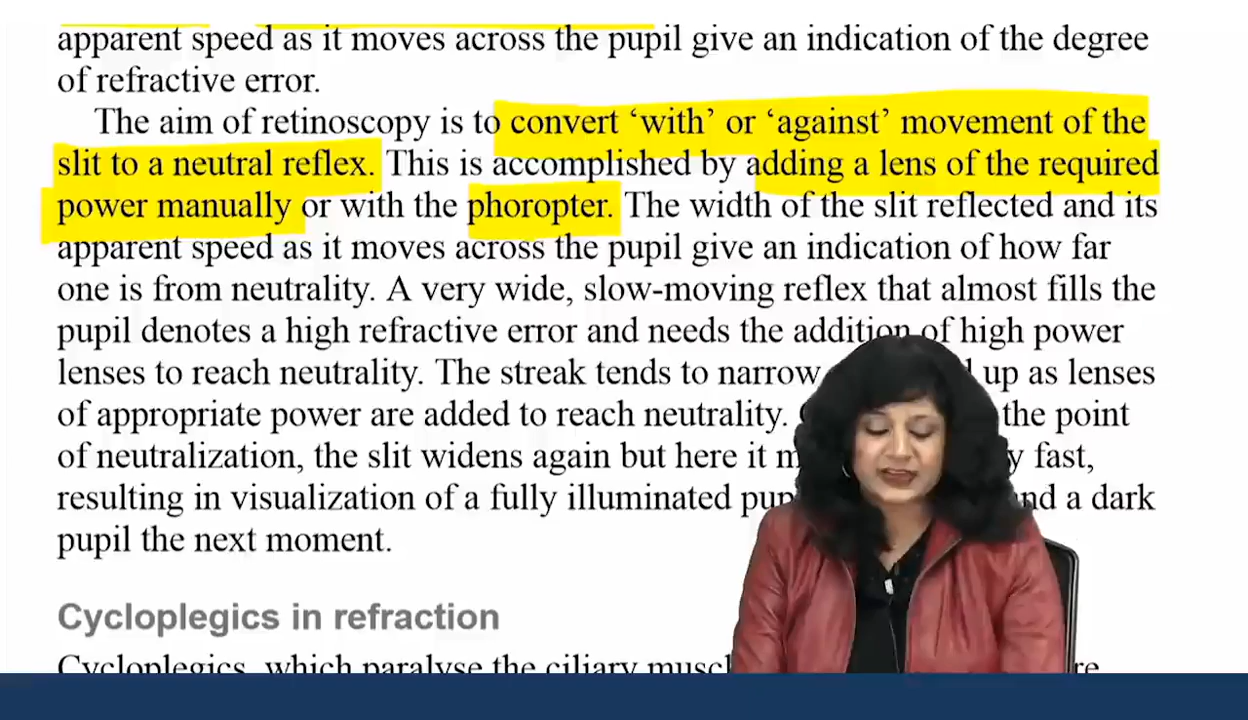 apparent speed as it moves across the pupil give an indication of the degree
of refractive error.
The aim of retinoscopy is to convert ‘with’ or ‘against’ movement of the
slit to a neutral reflex. This is accomplished by adding a lens of the required
power manually or with the phoropter. The width of the slit reflected and its
apparent speed as it moves across the pupil give an indication of how far
one is from neutrality. A very wide, slow-moving reflex that almost fills the
pupil denotes a high refractive error and needs the addition of high power
lenses to reach neutrality. The streak tends to narrow up as lenses
of appropriate power are added to reach neutrality. the point
of neutralization, the slit widens again but here it fast,
resulting in visualization of a fully illuminated and a dark
pupil the next moment.
Cycloplegics in refraction
Cycloplegics, which paralyse the ciliary